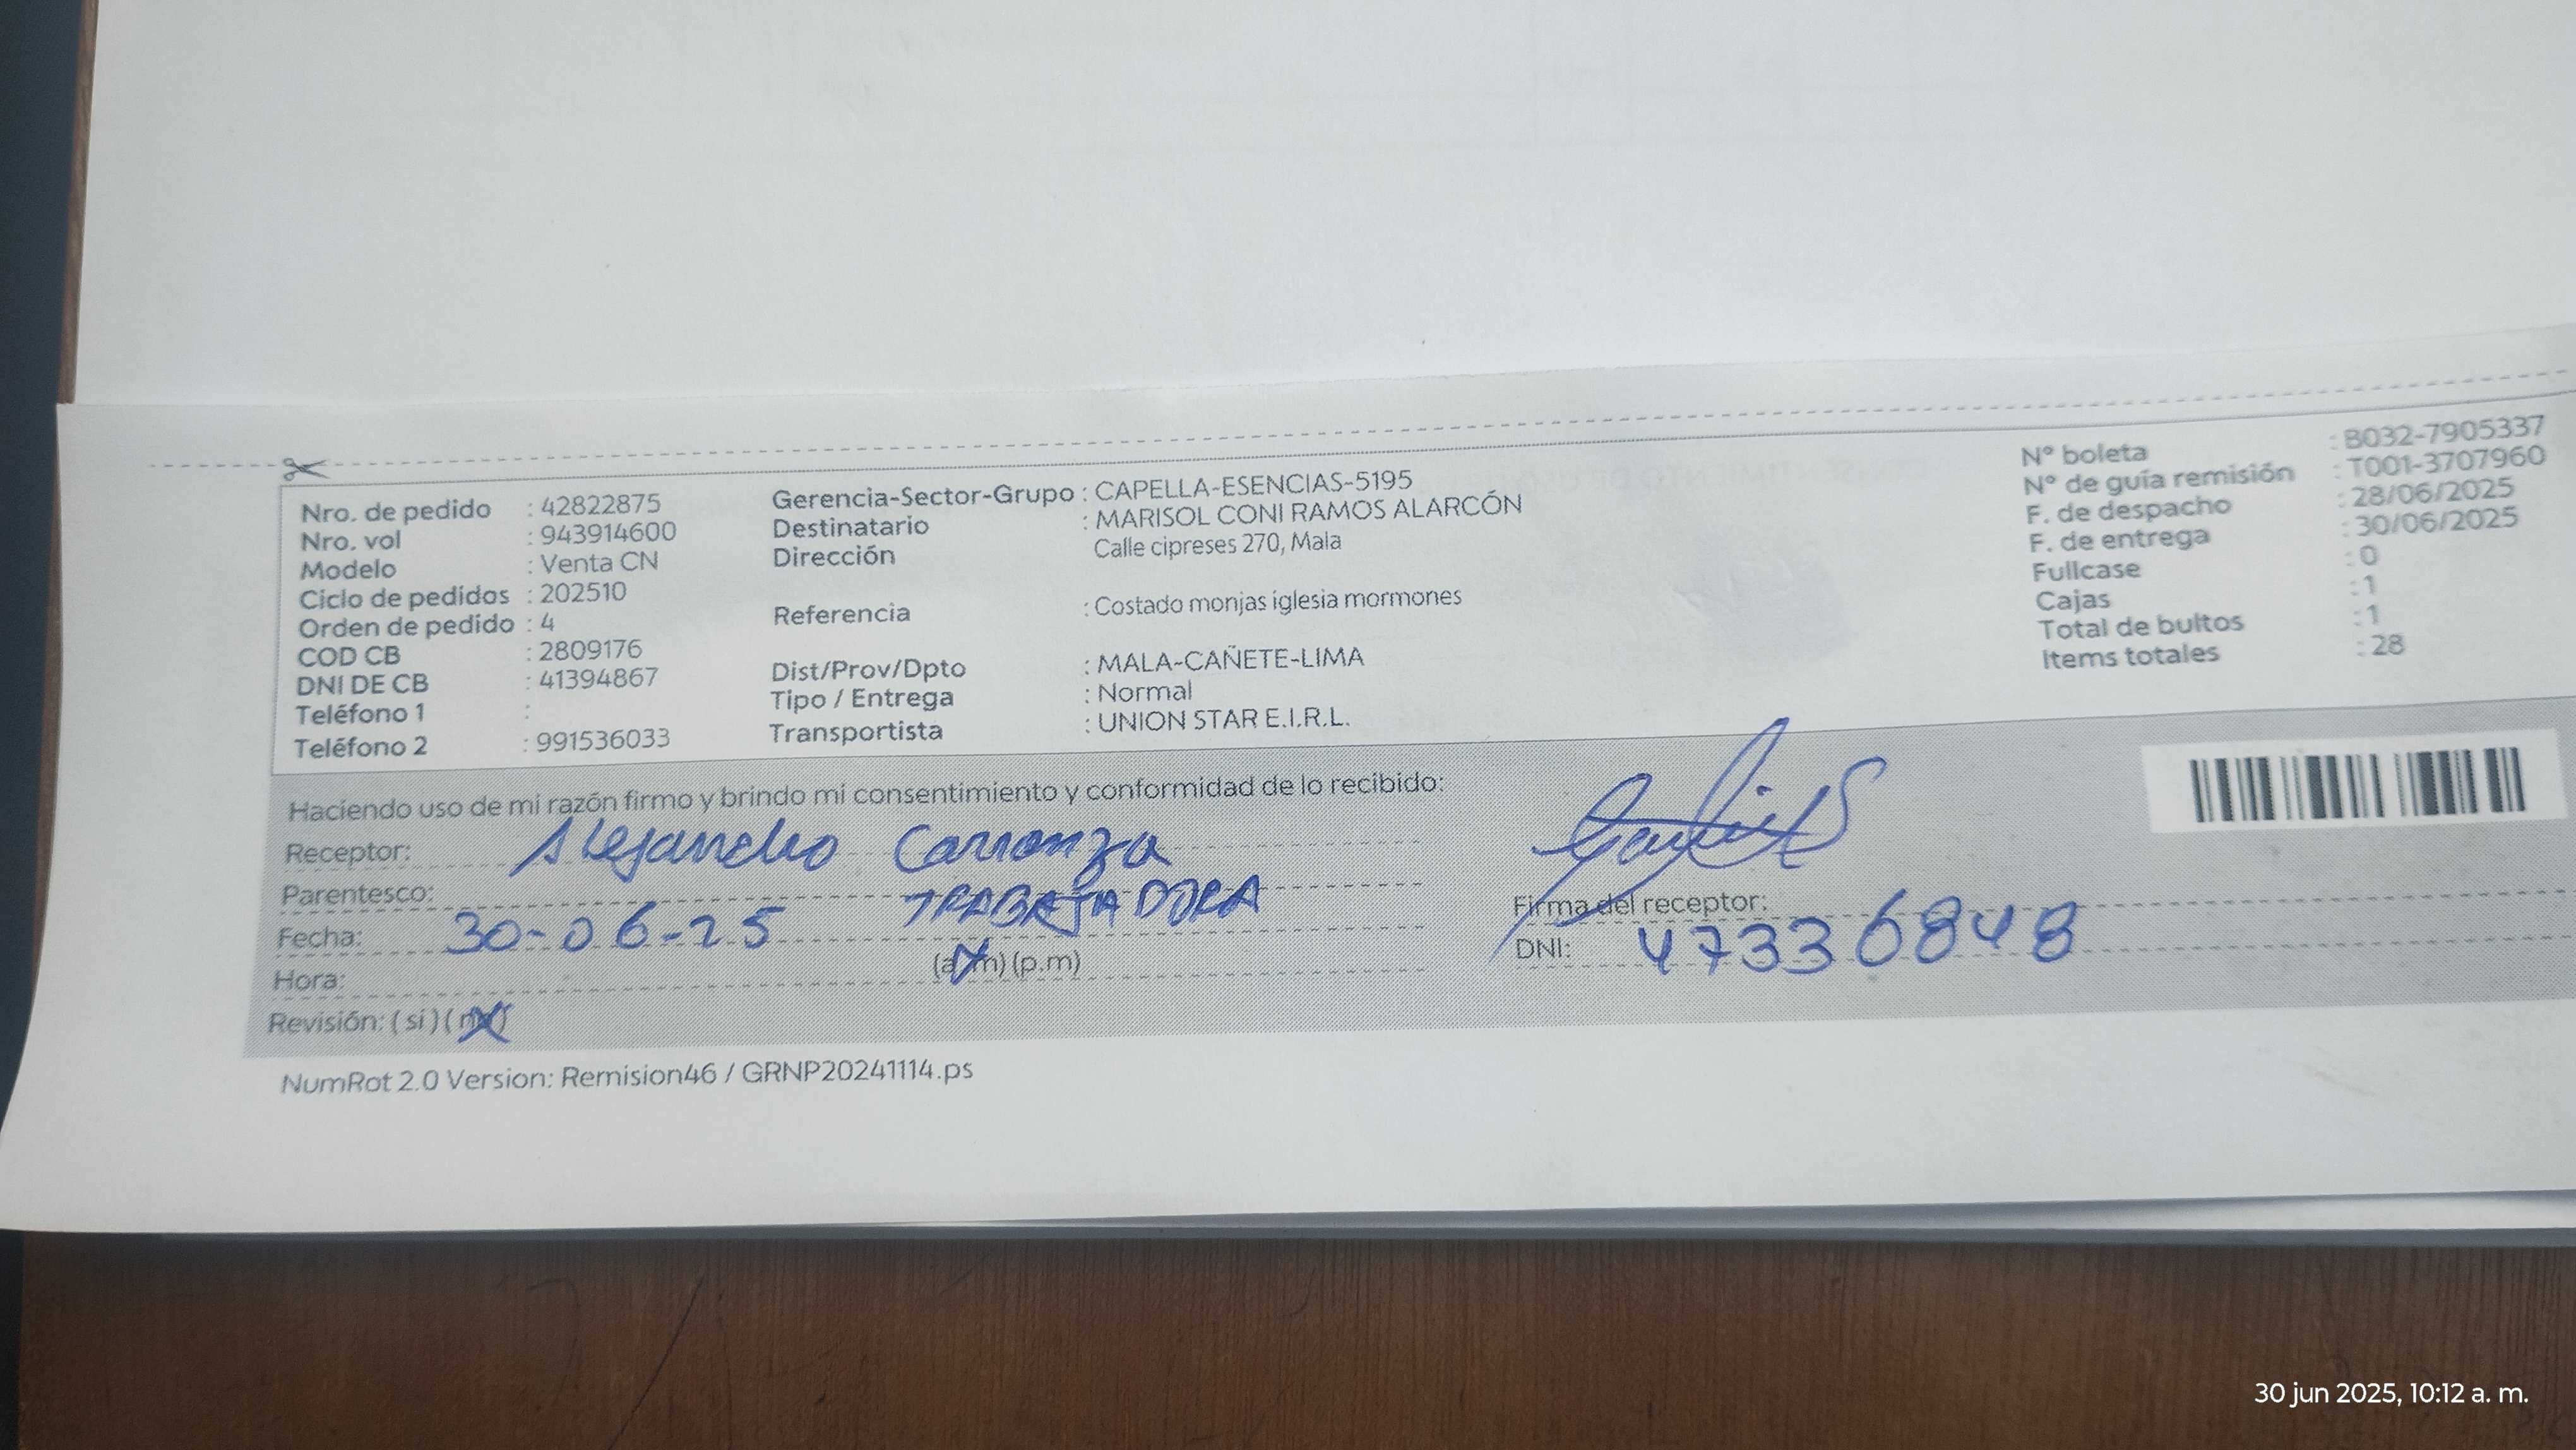 Nro. de pedido : 42822875
Nro. vol : 943914600
Modelo : Venta CN
Ciclo de pedidos : 202510
Orden de pedido : 4
COD CB : 2809176
DNI DE CB : 41394867
Teléfono 1 :
Teléfono 2 : 991536033
Gerencia-Sector-Grupo : CAPELLA-ESENCIAS-5195
Destinatario : MARISOL CONI RAMOS ALARCÓN
Dirección Calle cipreses 270, Mala
Referencia : Costado monjas iglesia mormones
Dist/Prov/Dpto : MALA-CAÑETE-LIMA
Tipo / Entrega : Normal
Transportista : UNION STAR E.I.R.L.
N° boleta : B032-7905337
N° de guía remisión : T001-3707960
F. de despacho : 28/06/2025
F. de entrega : 30/06/2025
Fullcase : 0
Cajas : 1
Total de bultos : 1
Items totales : 28
Haciendo uso de mi razón firmo y brindo mi consentimiento y conformidad de lo recibido:
Receptor: Alejandro Carranza
Parentesco: TRABAJADORA
Fecha: 30-06-25
Hora: (a.m) (p.m)
Revisión: ( si ) ( no )
Firma del receptor:
DNI: 47336848
NumRot 2.0 Version: Remision46 / GRNP20241114.ps
30 jun 2025, 10:12 a. m.